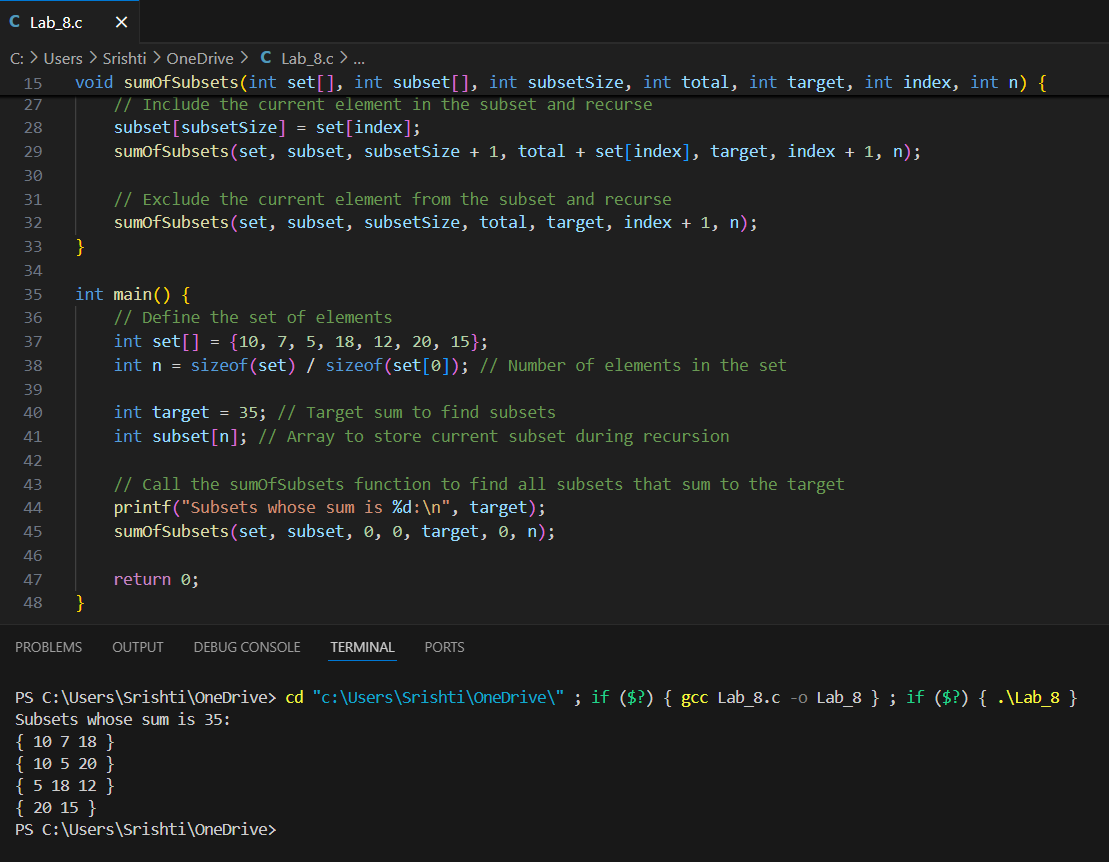 C Lab_8.c ×
C: > Users > Srishti > OneDrive > C Lab_8.c > ...
15 void sumOfSubsets(int set[], int subset[], int subsetSize, int total, int target, int index, int n) {
27     // Include the current element in the subset and recurse
28     subset[subsetSize] = set[index];
29     sumOfSubsets(set, subset, subsetSize + 1, total + set[index], target, index + 1, n);
30
31     // Exclude the current element from the subset and recurse
32     sumOfSubsets(set, subset, subsetSize, total, target, index + 1, n);
33 }
34
35 int main() {
36     // Define the set of elements
37     int set[] = {10, 7, 5, 18, 12, 20, 15};
38     int n = sizeof(set) / sizeof(set[0]); // Number of elements in the set
39
40     int target = 35; // Target sum to find subsets
41     int subset[n]; // Array to store current subset during recursion
42
43     // Call the sumOfSubsets function to find all subsets that sum to the target
44     printf("Subsets whose sum is %d:\n", target);
45     sumOfSubsets(set, subset, 0, 0, target, 0, n);
46
47     return 0;
48 }
PROBLEMS OUTPUT DEBUG CONSOLE TERMINAL PORTS
PS C:\Users\Srishti\OneDrive> cd "c:\Users\Srishti\OneDrive\" ; if ($?) { gcc Lab_8.c -o Lab_8 } ; if ($?) { .\Lab_8 }
Subsets whose sum is 35:
{ 10 7 18 }
{ 10 5 20 }
{ 5 18 12 }
{ 20 15 }
PS C:\Users\Srishti\OneDrive>